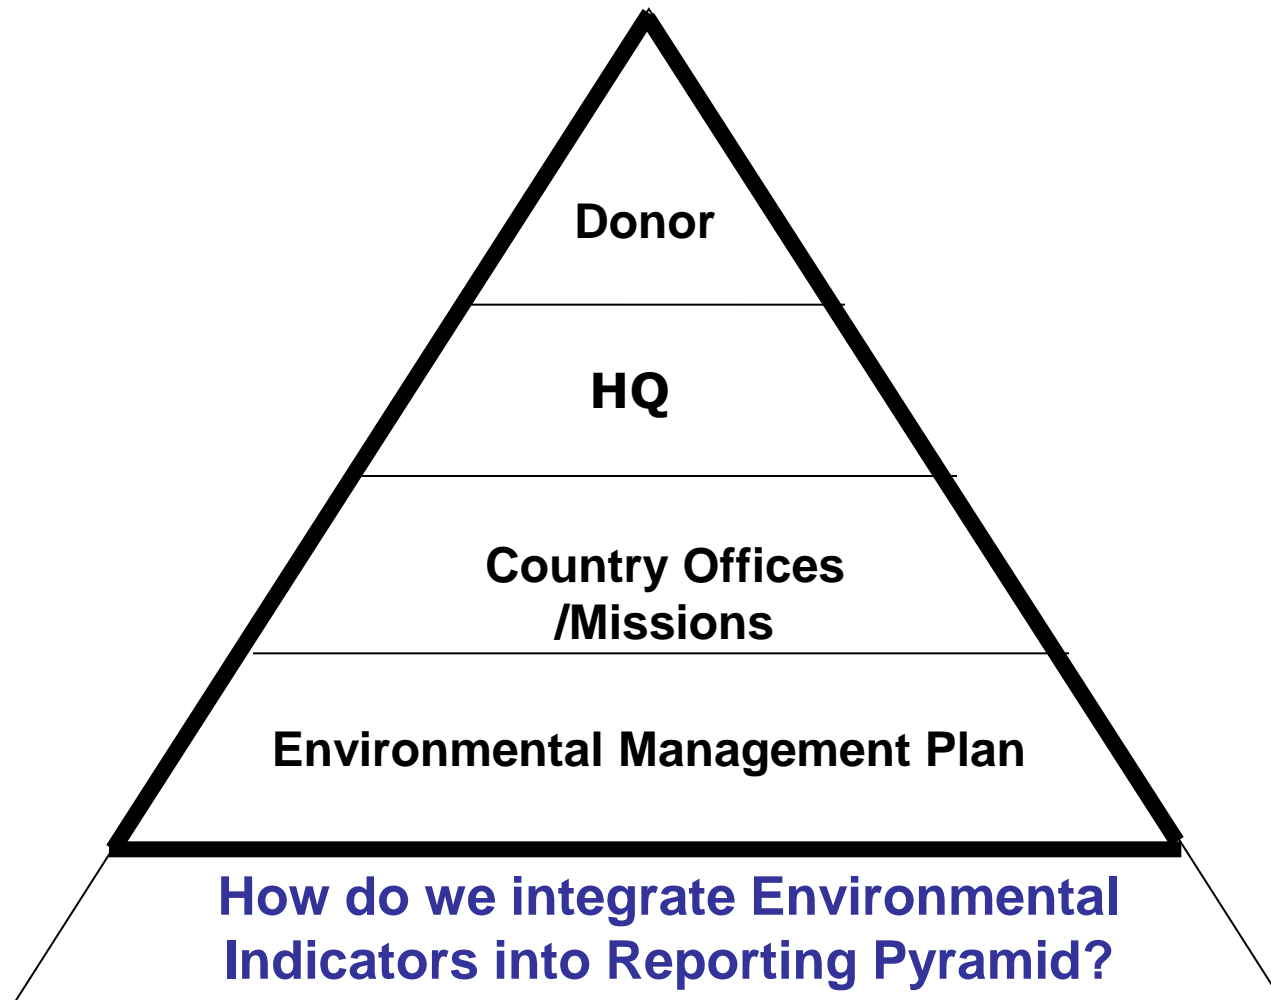 Donor
HQ
Country Offices
/Missions
Environmental Management Plan
How do we integrate Environmental
Indicators into Reporting Pyramid?